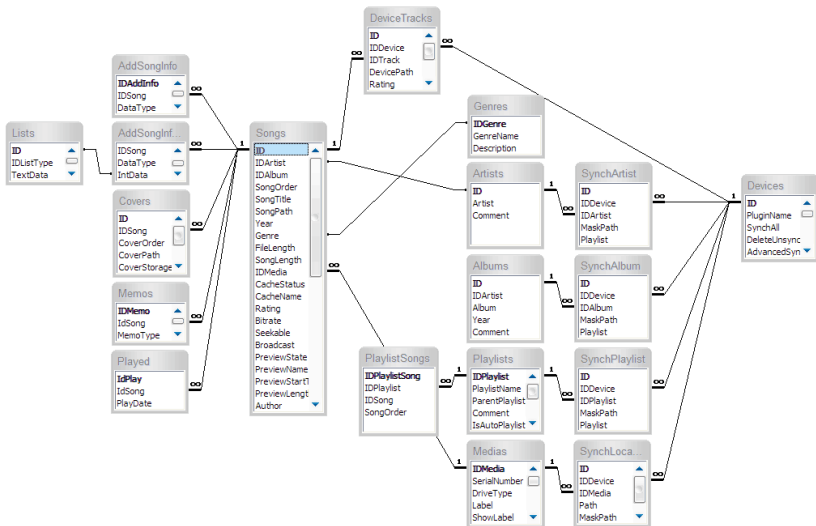 DeviceTracks
ID
IDDevice
IDTrack
DevicePath
Rating
AddSongInfo
IDAddInfo
IDSong
DataType
Lists
ID
IDListType
TextData
AddSongInf...
IDSong
DataType
IntData
Covers
ID
IDSong
CoverOrder
CoverPath
CoverStorage
Memos
IDMemo
IdSong
MemoType
Played
IdPlay
IdSong
PlayDate
Songs
ID
IDArtist
IDAlbum
SongOrder
SongTitle
SongPath
Year
Genre
FileLength
SongLength
IDMedia
CacheStatus
CacheName
Rating
Bitrate
Seekable
Broadcast
PreviewState
PreviewName
PreviewStartT
PreviewLengt
Author
Genres
IDGenre
GenreName
Description
Artists
ID
Artist
Comment
SynchArtist
ID
IDDevice
IDArtist
MaskPath
Playlist
Devices
ID
PluginName
SynchAll
DeleteUnsync
AdvancedSyn
Albums
ID
IDArtist
Album
Year
Comment
SynchAlbum
ID
IDDevice
IDAlbum
MaskPath
Playlist
PlaylistSongs
IDPlaylistSong
IDPlaylist
IDSong
SongOrder
Playlists
IDPlaylist
PlaylistName
ParentPlaylist
Comment
IsAutoPlaylist
SynchPlaylist
ID
IDDevice
IDPlaylist
MaskPath
Playlist
Medias
IDMedia
SerialNumber
DriveType
Label
ShowLabel
SynchLoca...
ID
IDDevice
IDMedia
Path
MaskPath